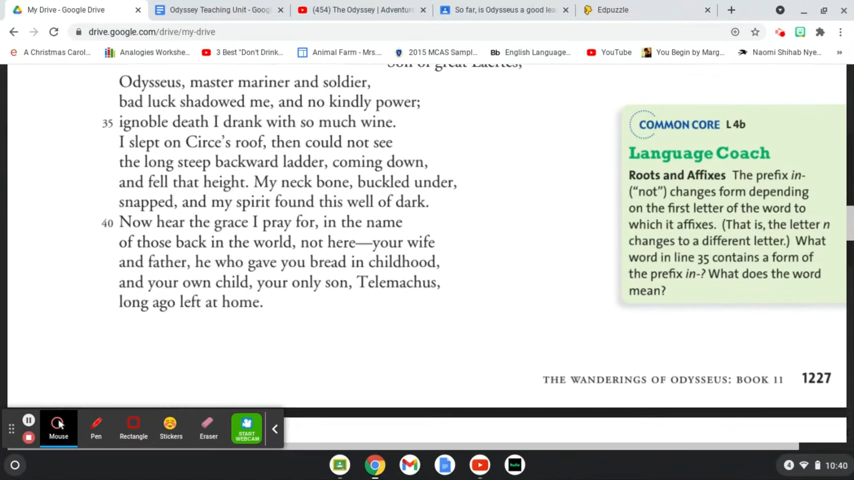 My Drive - Google Drive
Odyssey Teaching Unit - Googl
(454) The Odyssey | Adventur
So far, is Odysseus a good lea
Edpuzzle
drive.google.com/drive/my-drive
A Christmas Carol...
Analogies Workshe...
3 Best "Don't Drink...
Animal Farm - Mrs...
2015 MCAS Sampl...
Bb English Language...
YouTube
You Begin by Marg...
Naomi Shihab Nye...
Son of great Laertes,
Odysseus, master mariner and soldier,
bad luck shadowed me, and no kindly power;
35 ignoble death I drank with so much wine.
I slept on Circe's roof, then could not see
the long steep backward ladder, coming down,
and fell that height. My neck bone, buckled under,
snapped, and my spirit found this well of dark.
40 Now hear the grace I pray for, in the name
of those back in the world, not here—your wife
and father, he who gave you bread in childhood,
and your own child, your only son, Telemachus,
long ago left at home.
COMMON CORE L 4b
Language Coach
Roots and Affixes The prefix in-
("not") changes form depending
on the first letter of the word to
which it affixes. (That is, the letter n
changes to a different letter.) What
word in line 35 contains a form of
the prefix in-? What does the word
mean?
THE WANDERINGS OF ODYSSEUS: BOOK 11 1227
Mouse
Pen
Rectangle
Stickers
Eraser
START
WEBCAM
hulu
4
10:40